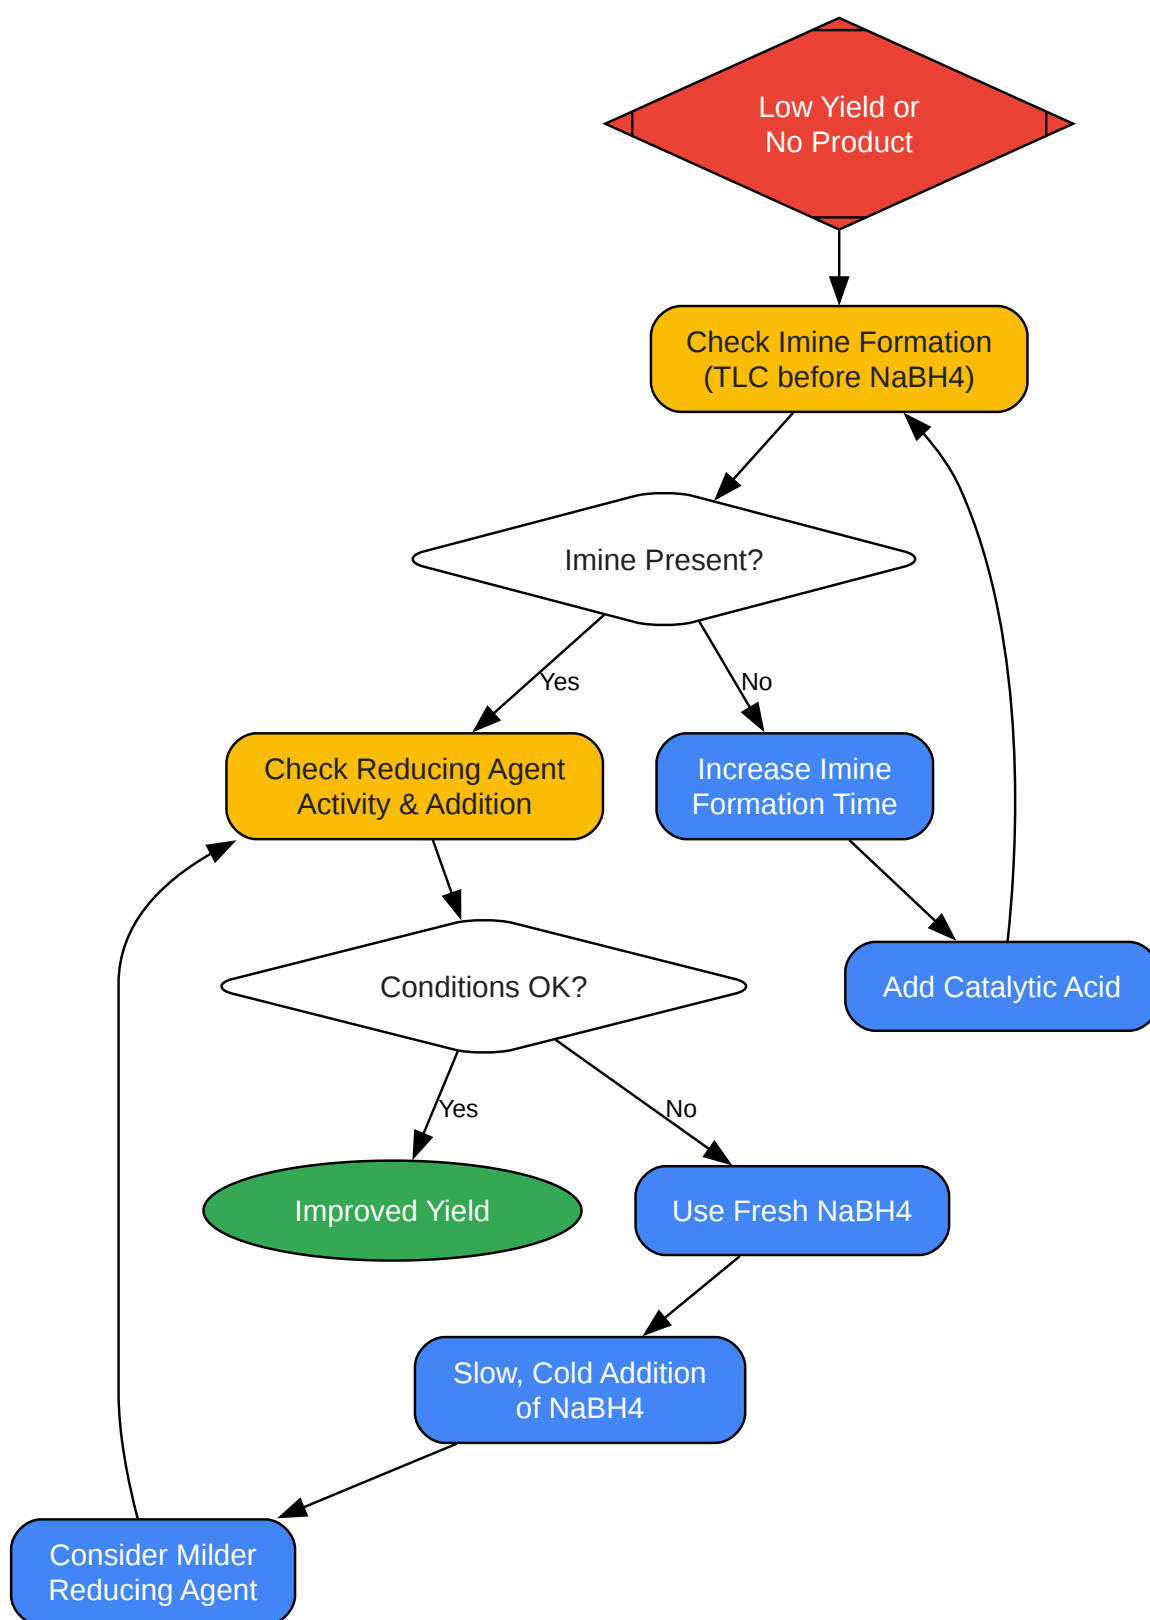 Low Yield or
No Product
Check Imine Formation
(TLC before NaBH4)
Imine Present?
Yes
No
Check Reducing Agent
Activity & Addition
Increase Imine
Formation Time
Conditions OK?
Add Catalytic Acid
Yes
No
Improved Yield
Use Fresh NaBH4
Slow, Cold Addition
of NaBH4
Consider Milder
Reducing Agent